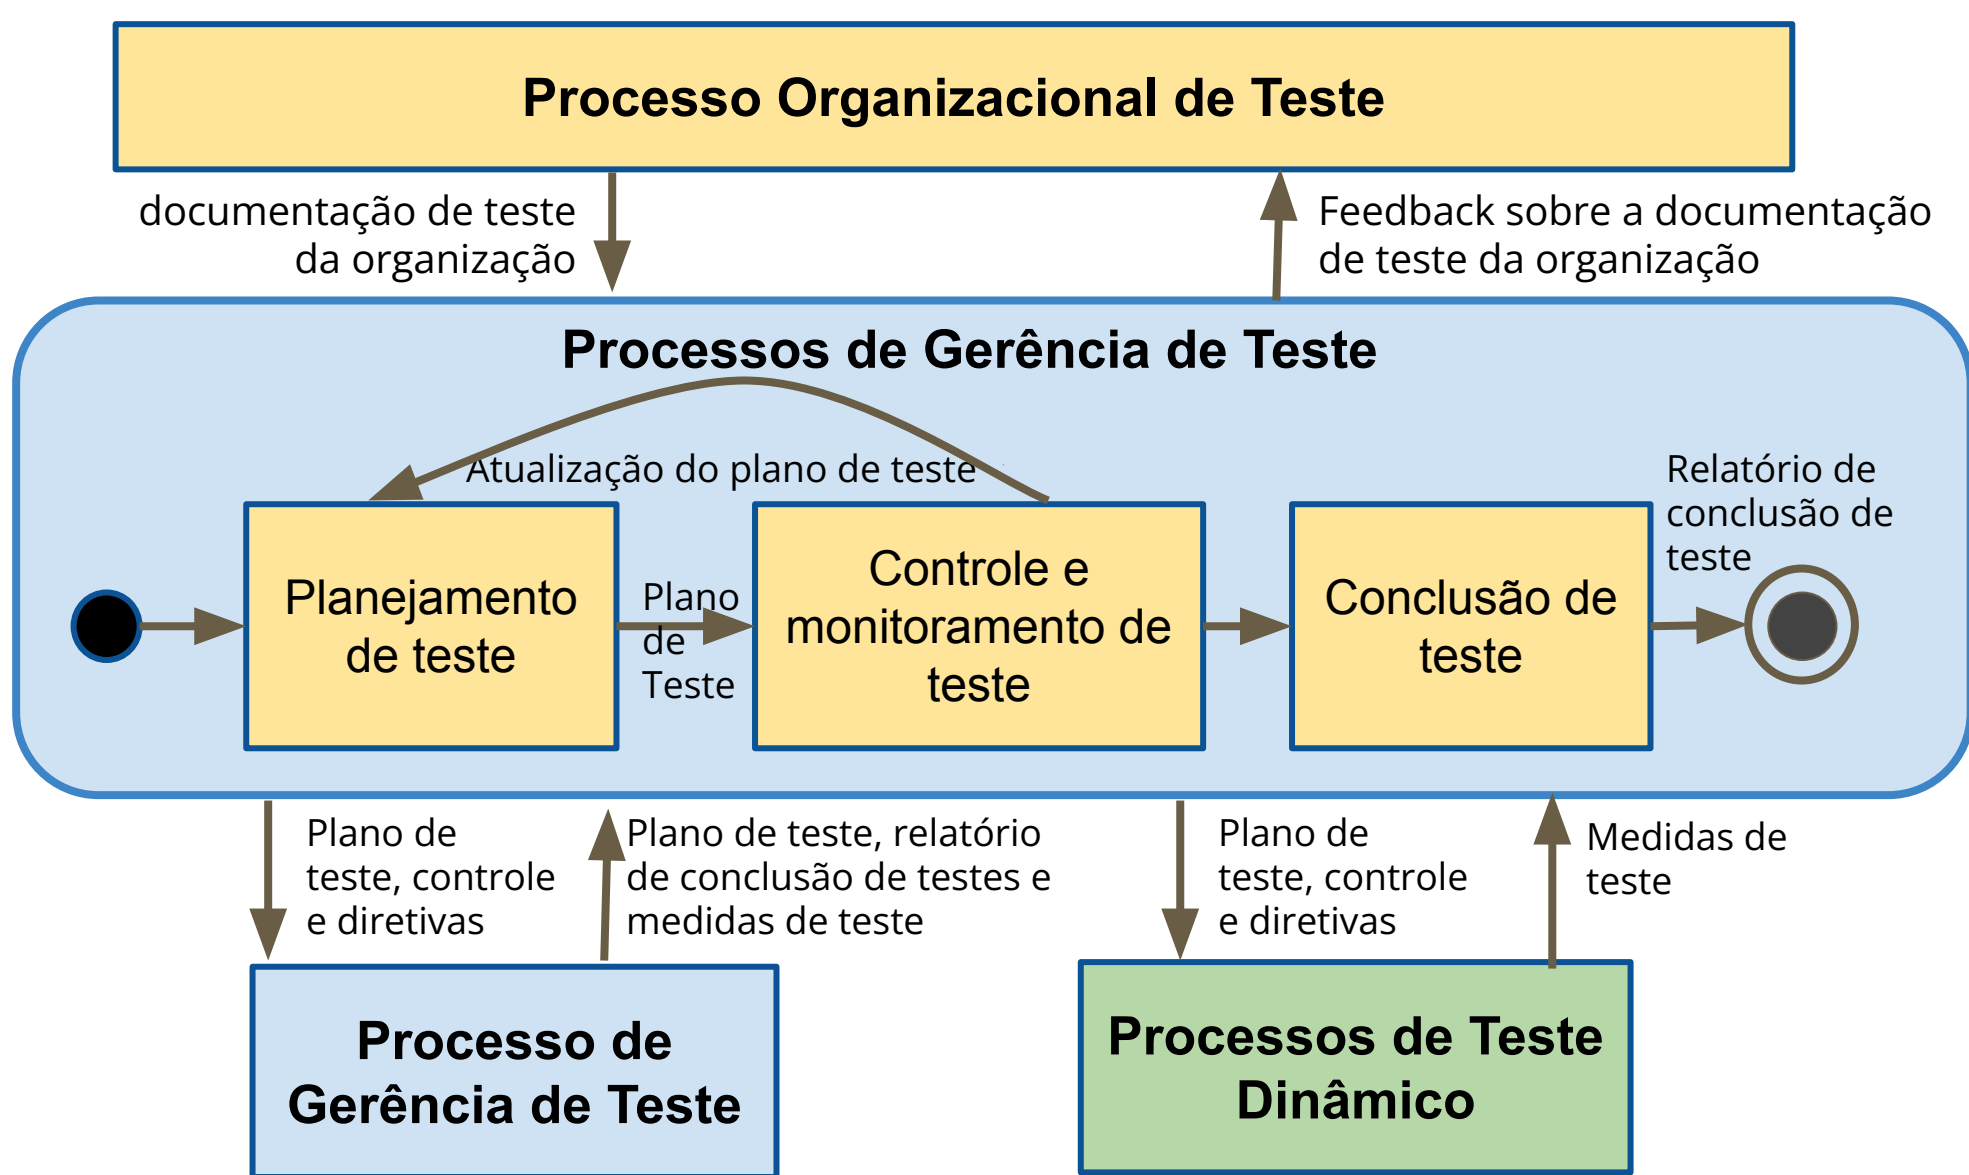 Processo Organizacional de Teste
documentação de teste
da organização
Feedback sobre a documentação
de teste da organização
Processos de Gerência de Teste
Atualização do plano de teste
Relatório de
conclusão de
teste
Planejamento
de teste
Plano
de
Teste
Controle e
monitoramento de
teste
Conclusão de
teste
Plano de
teste, controle
e diretivas
Plano de teste, relatório
de conclusão de testes e
medidas de teste
Plano de
teste, controle
e diretivas
Medidas de
teste
Processo de
Gerência de Teste
Processos de Teste
Dinâmico